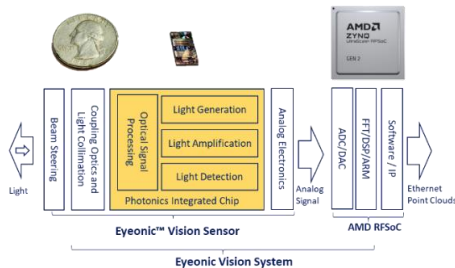 AMD
ZYNQ
UltraScale+ RFSoC
GEN 3
Beam Steering
Coupling Optics and
Light Collimation
Optical Signal
Processing
Light Generation
Light Amplification
Light Detection
Photonics Integrated Chip
Analog Electronics
ADC/DAC
FFT/DSP/ARM
Software / IP
Light
Analog
Signal
Ethernet
Point Clouds
Eyeonic™ Vision Sensor
AMD RFSoC
Eyeonic Vision System